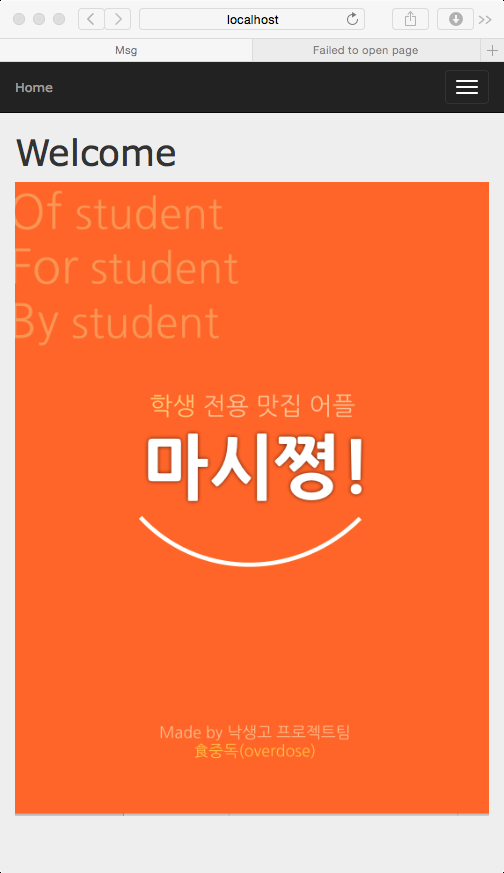 localhost
Msg
Failed to open page
Home
Welcome
Of student
For student
By student
학생 전용 맛집 어플
마시쪙!
Made by 낙생고 프로젝트팀
食중독(overdose)